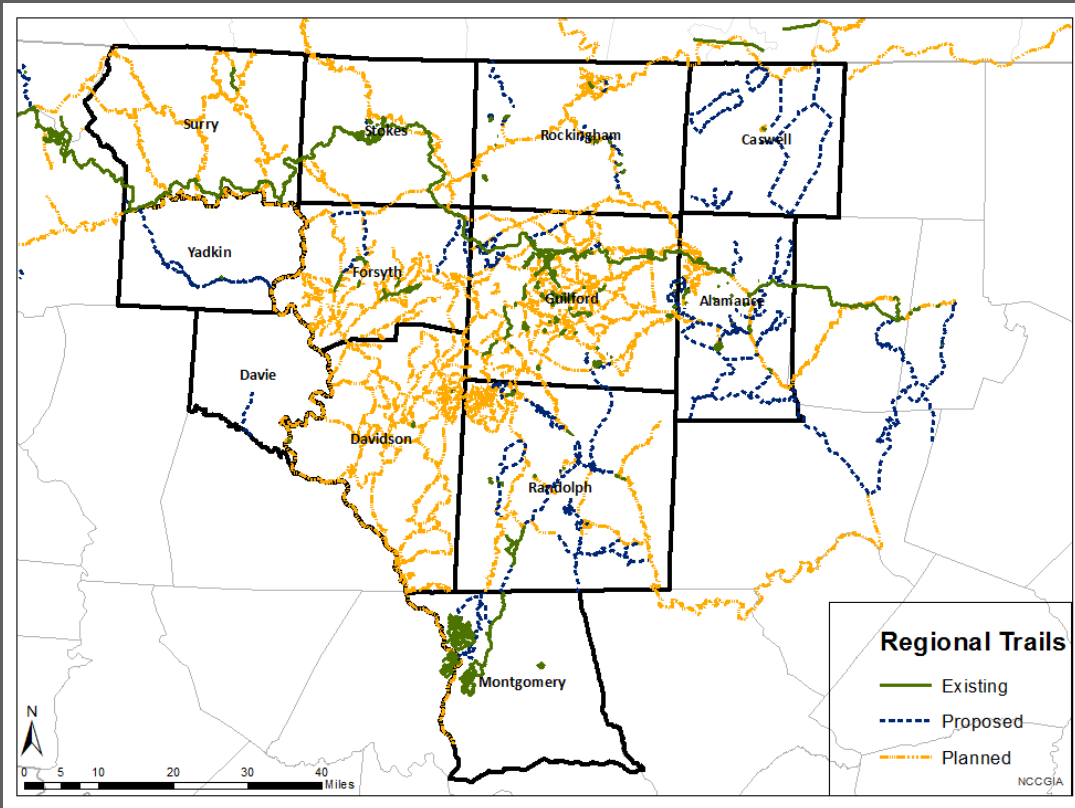 Surry
Stokes
Rockingham
Caswell
Yadkin
Forsyth
Guilford
Alamance
Davie
Davidson
Randolph
Montgomery
Regional Trails
Existing
Proposed
Planned
N
0 5 10 20 30 40
Miles
NCCGIA